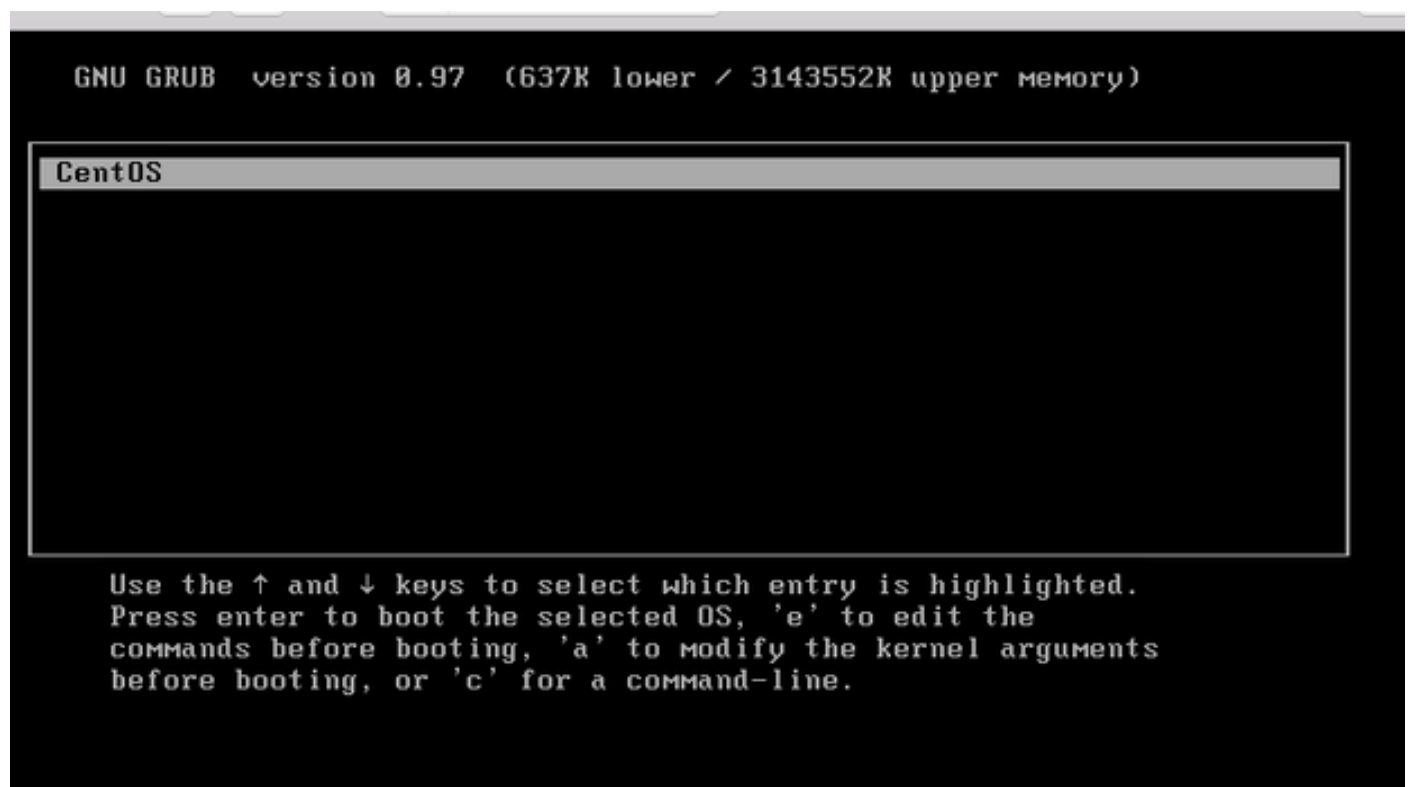 GNU GRUB version 0.97 (637K lower / 3143552K upper memory)
CentOS
Use the ↑ and ↓ keys to select which entry is highlighted.
Press enter to boot the selected OS, 'e' to edit the
commands before booting, 'a' to modify the kernel arguments
before booting, or 'c' for a command-line.